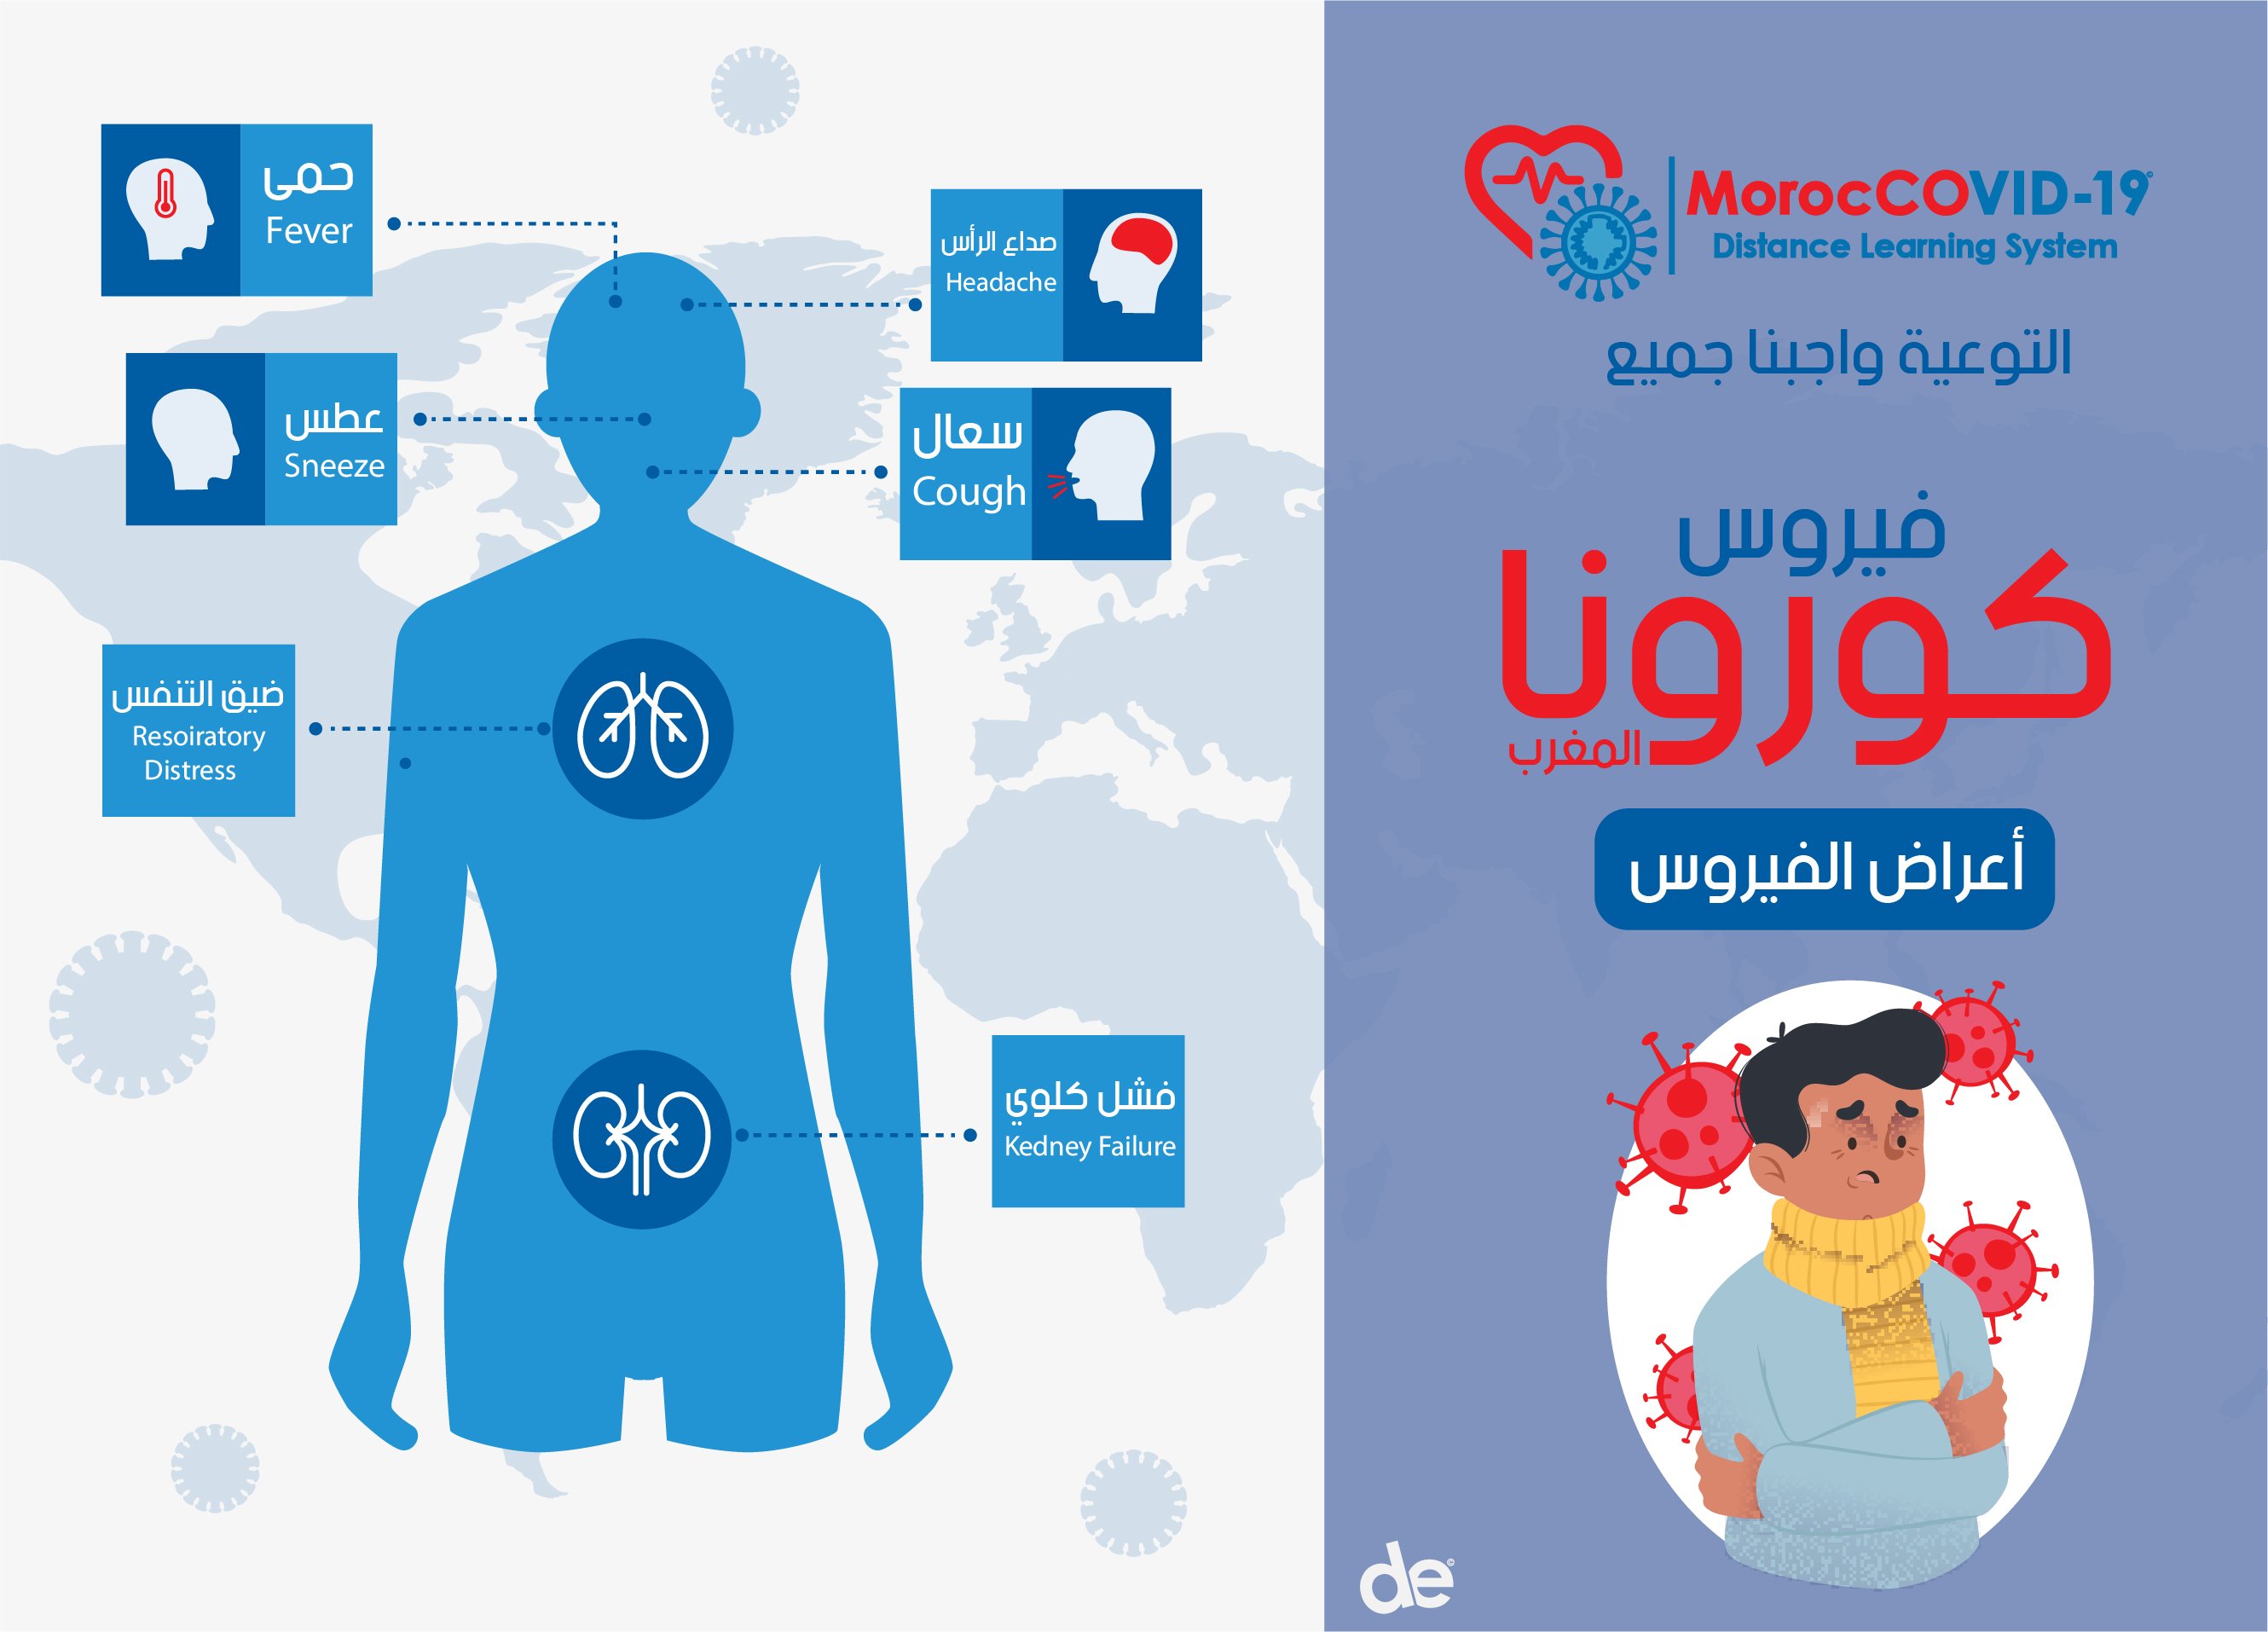 حمى
Fever
صداع الرأس
Headache
عطس
Sneeze
سعال
Cough
ضيق التنفس
Resoiratory
Distress
فشل كلوي
Kedney Failure
MorocCOVID-19
Distance Learning System
التوعية واجبنا جميع
فيروس
كورونا
المغرب
أعراض الفيروس
de